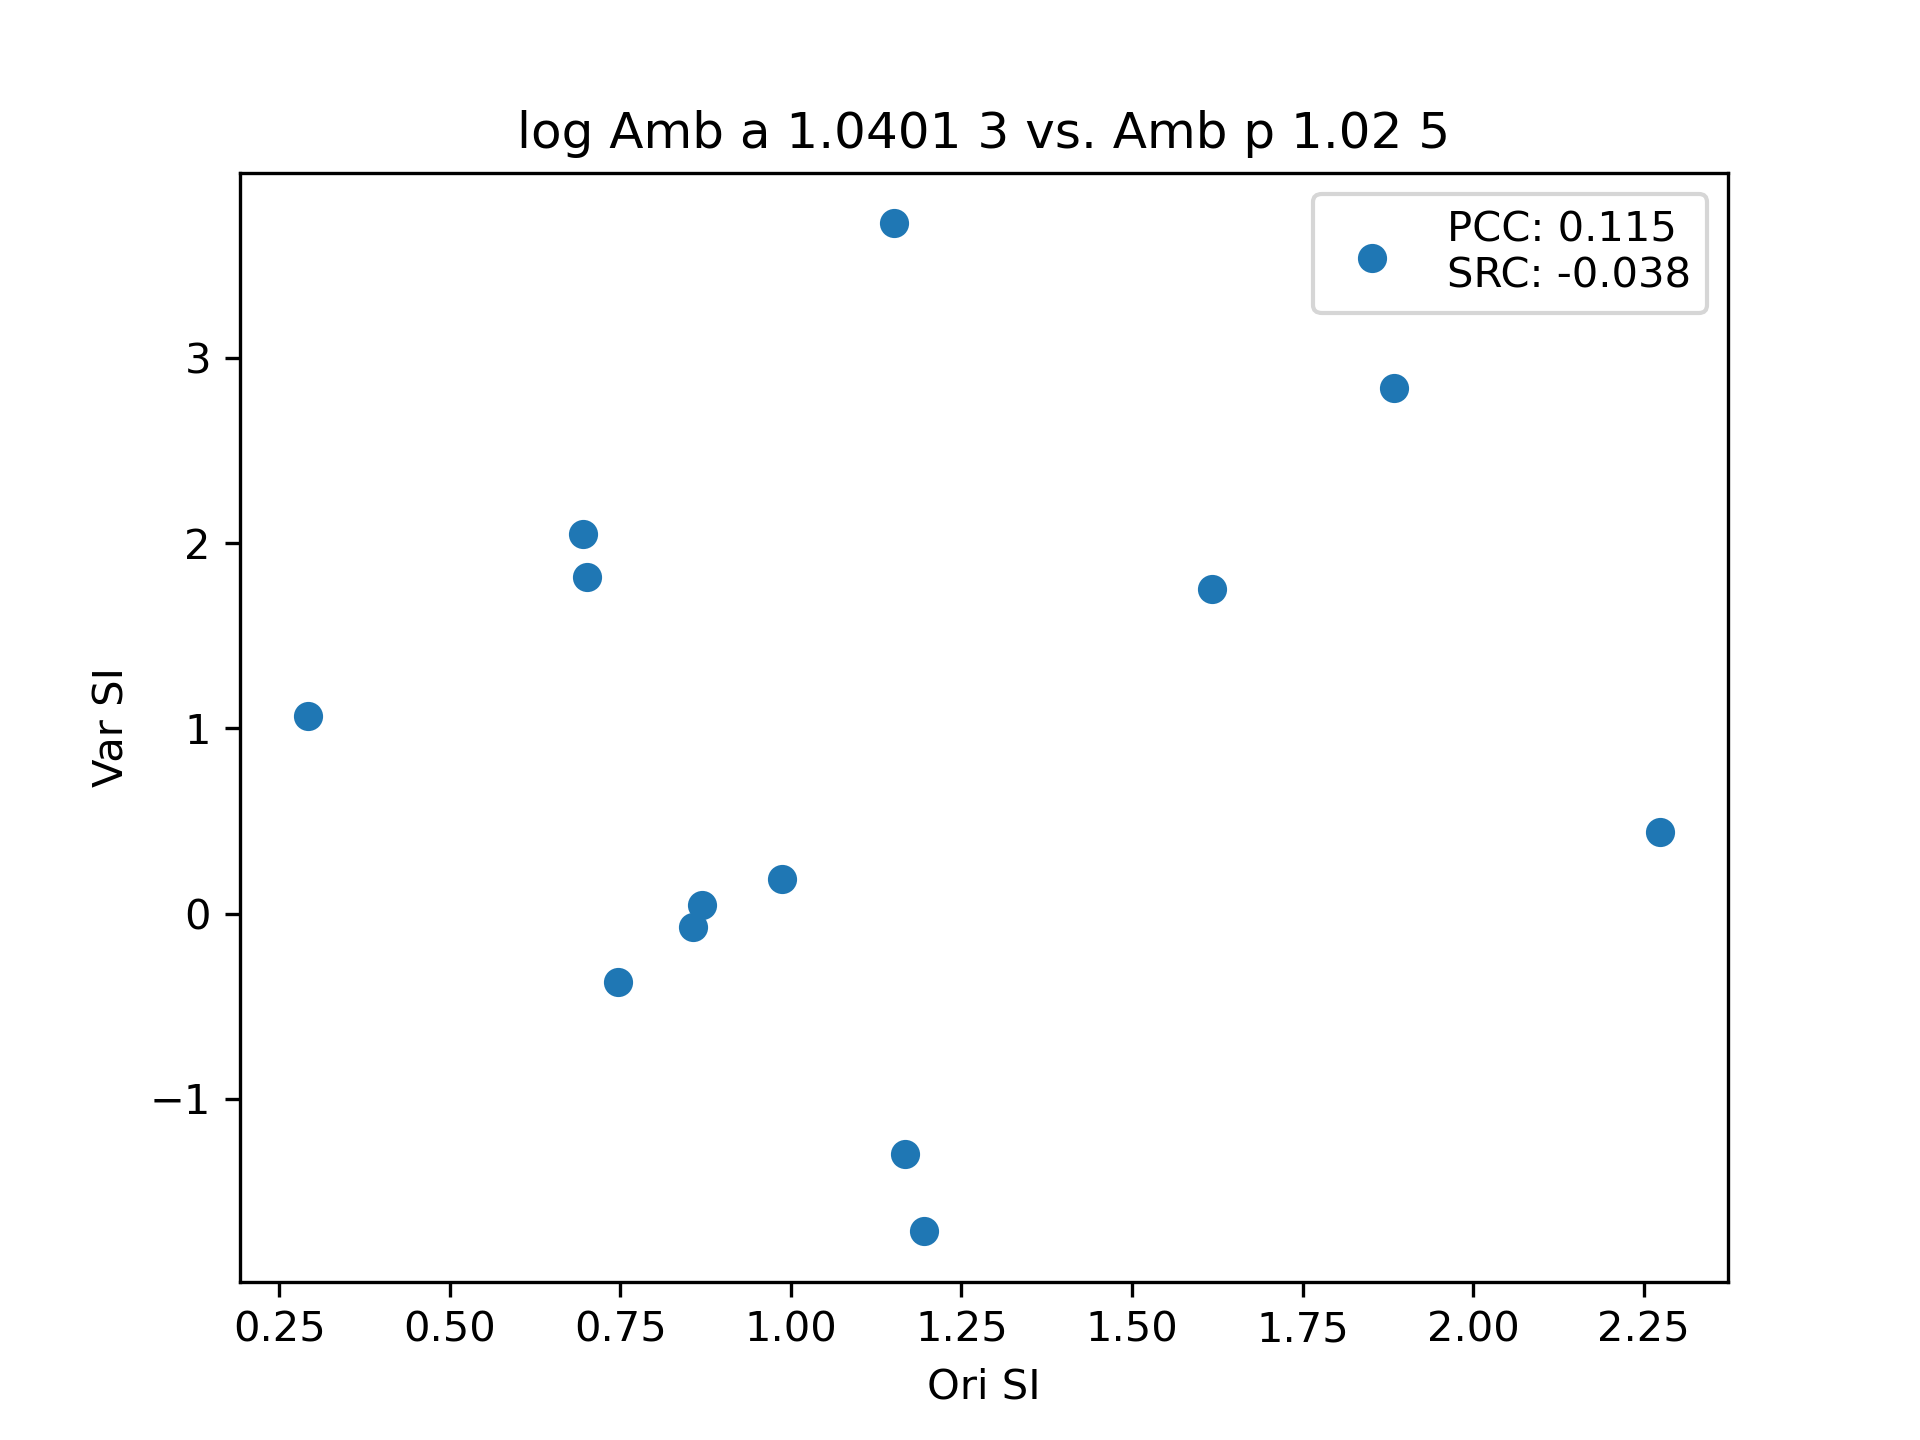 log Amb a 1.0401 3 vs. Amb p 1.02 5
PCC: 0.115
SRC: -0.038
Var SI
3
2
1
0
−1
0.25 0.50 0.75 1.00 1.25 1.50 1.75 2.00 2.25
Ori SI